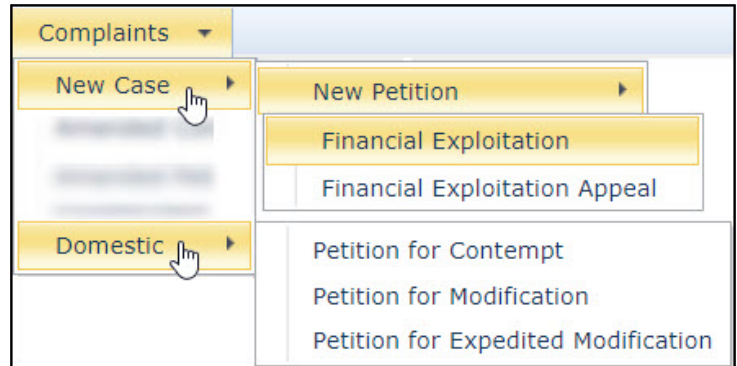 Complaints
New Case
New Petition
Financial Exploitation
Financial Exploitation Appeal
Domestic
Petition for Contempt
Petition for Modification
Petition for Expedited Modification